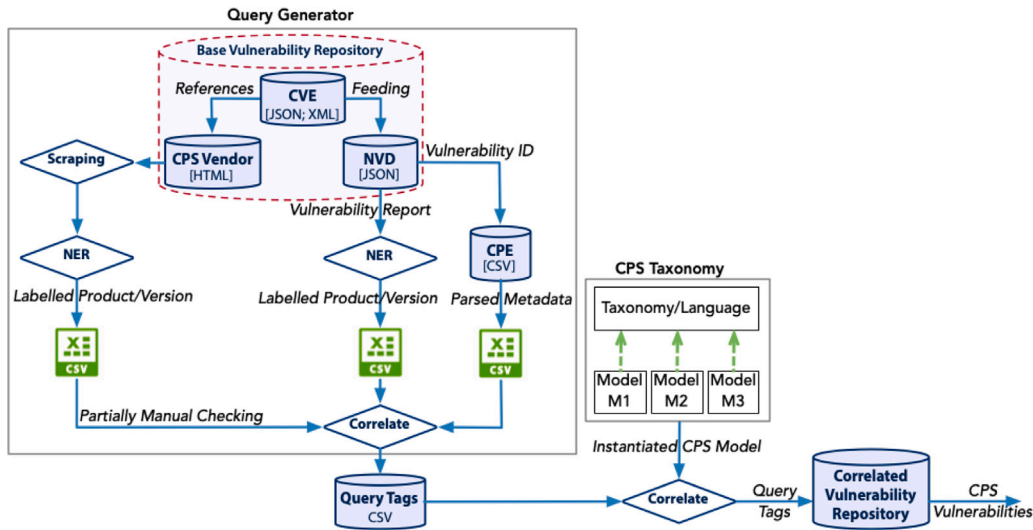 Query Generator
Base Vulnerability Repository
References
CVE
[JSON; XML]
Feeding
Scraping
CPS Vendor
[HTML]
NVD
[JSON]
Vulnerability ID
Vulnerability Report
NER
NER
CPE
[CSV]
Labelled Product/Version
Labelled Product/Version
Parsed Metadata
CSV
CSV
CSV
Partially Manual Checking
Correlate
CPS Taxonomy
Taxonomy/Language
Model
M1
Model
M2
Model
M3
Instantiated CPS Model
Query Tags
CSV
Correlate
Query
Tags
Correlated
Vulnerability
Repository
CPS
Vulnerabilities